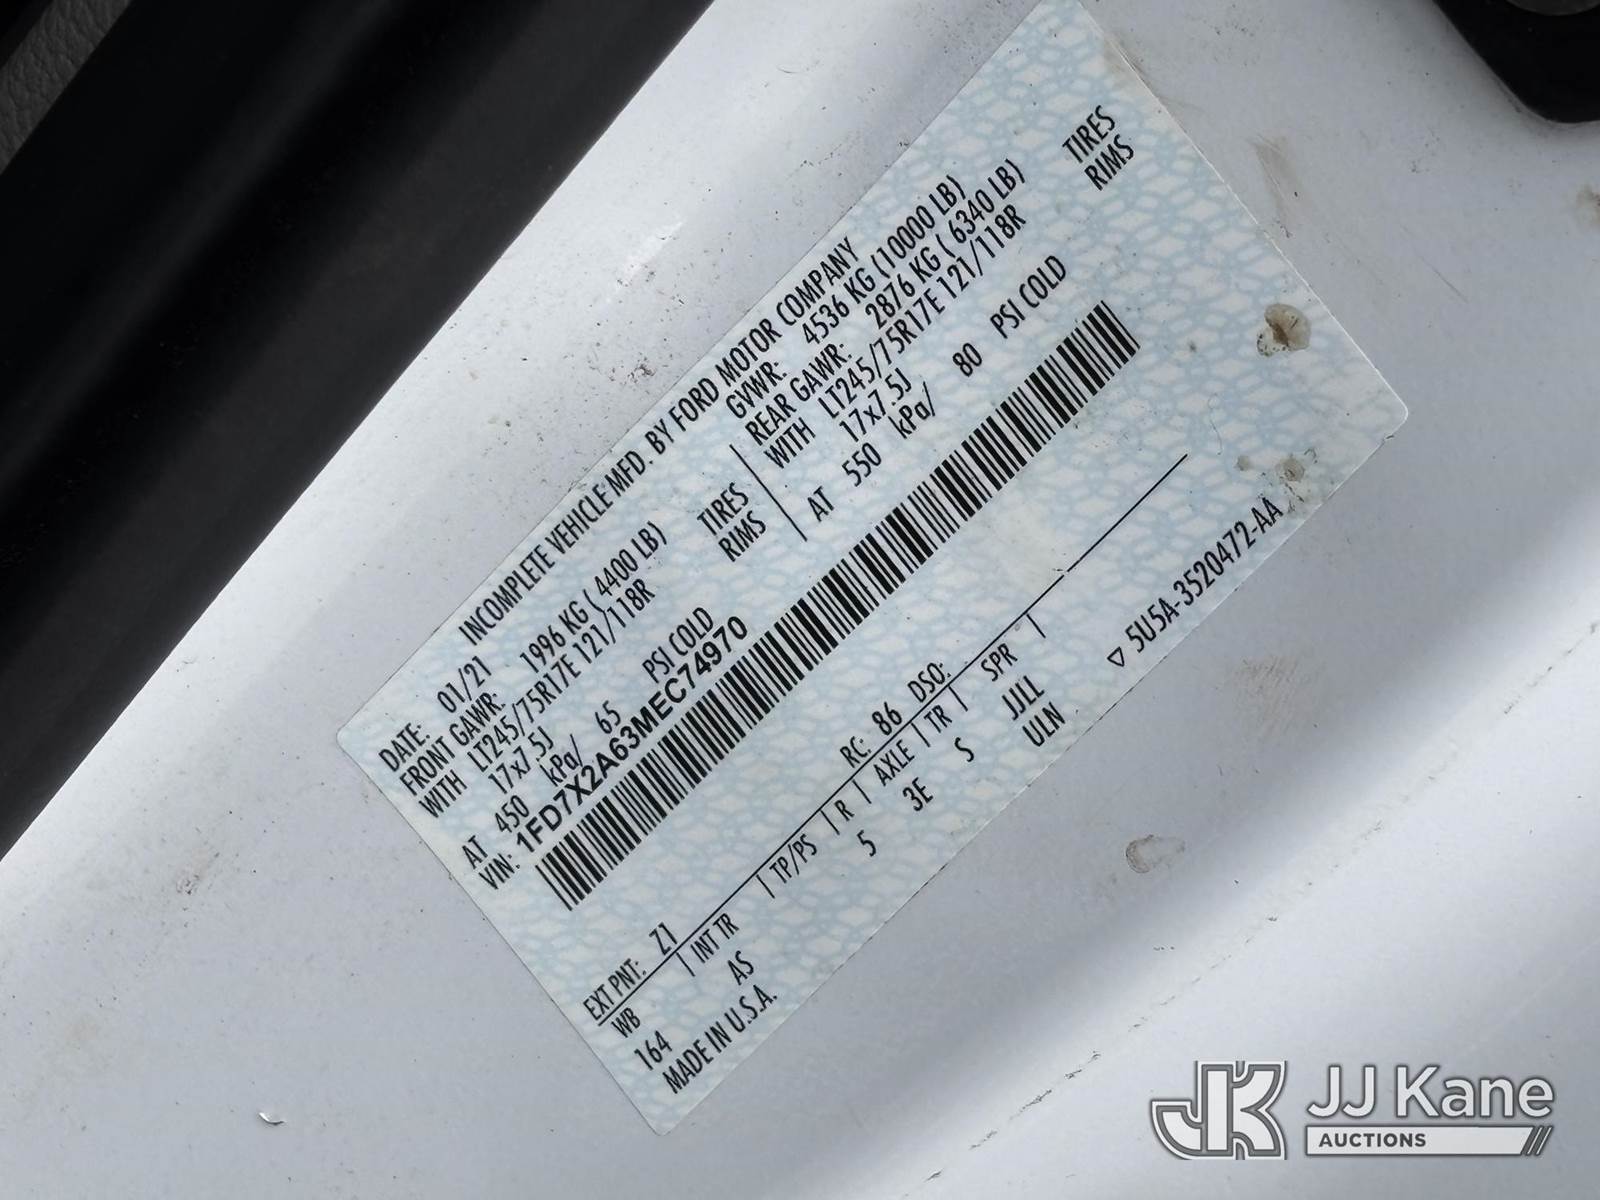 INCOMPLETE VEHICLE MFD. BY FORD MOTOR COMPANY
DATE: 01/21 GVWR: 4536 KG (10000 LB)
FRONT GAWR: 1996 KG ( 4400 LB) REAR GAWR: 2876 KG ( 6340 LB)
WITH LT245/75R17E 121/118R TIRES WITH LT245/75R17E 121/118R TIRES
17x7.5J RIMS 17x7.5J RIMS
AT 450 kPa/ 65 PSI COLD AT 550 kPa/ 80 PSI COLD
VIN: 1FD7X2A63MEC74970
EXT PNT: Z1 RC: 86 DSO:
WB INT TR TP/PS R AXLE TR SPR
164 AS 5 3E S JJLL
MADE IN U.S.A. ULN
▽ 5U5A-3520472-AA
JK JJ Kane
AUCTIONS